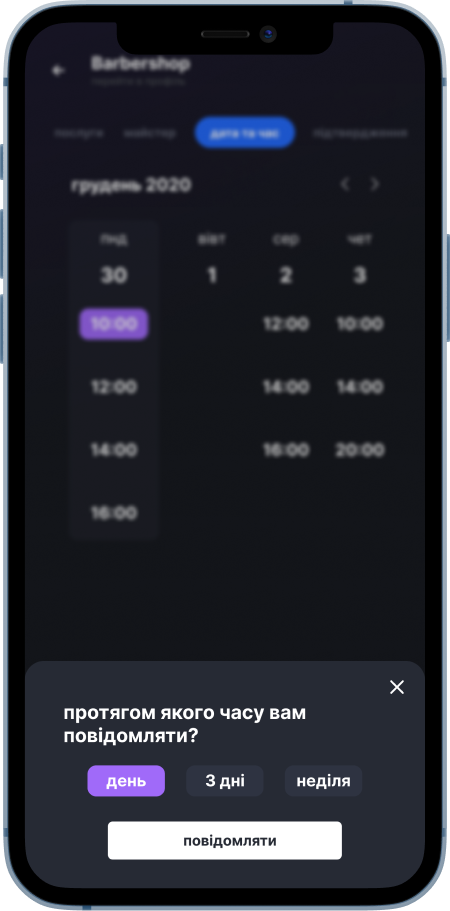 Barbershop
перейти в профіль
послуги майстер дата та час підтвердження
грудень 2020
пнд вівт сер чет
30 1 2 3
10:00 12:00 10:00
12:00 14:00 14:00
14:00 16:00 20:00
16:00
протягом якого часу вам
повідомляти?
день 3 дні неділя
повідомляти